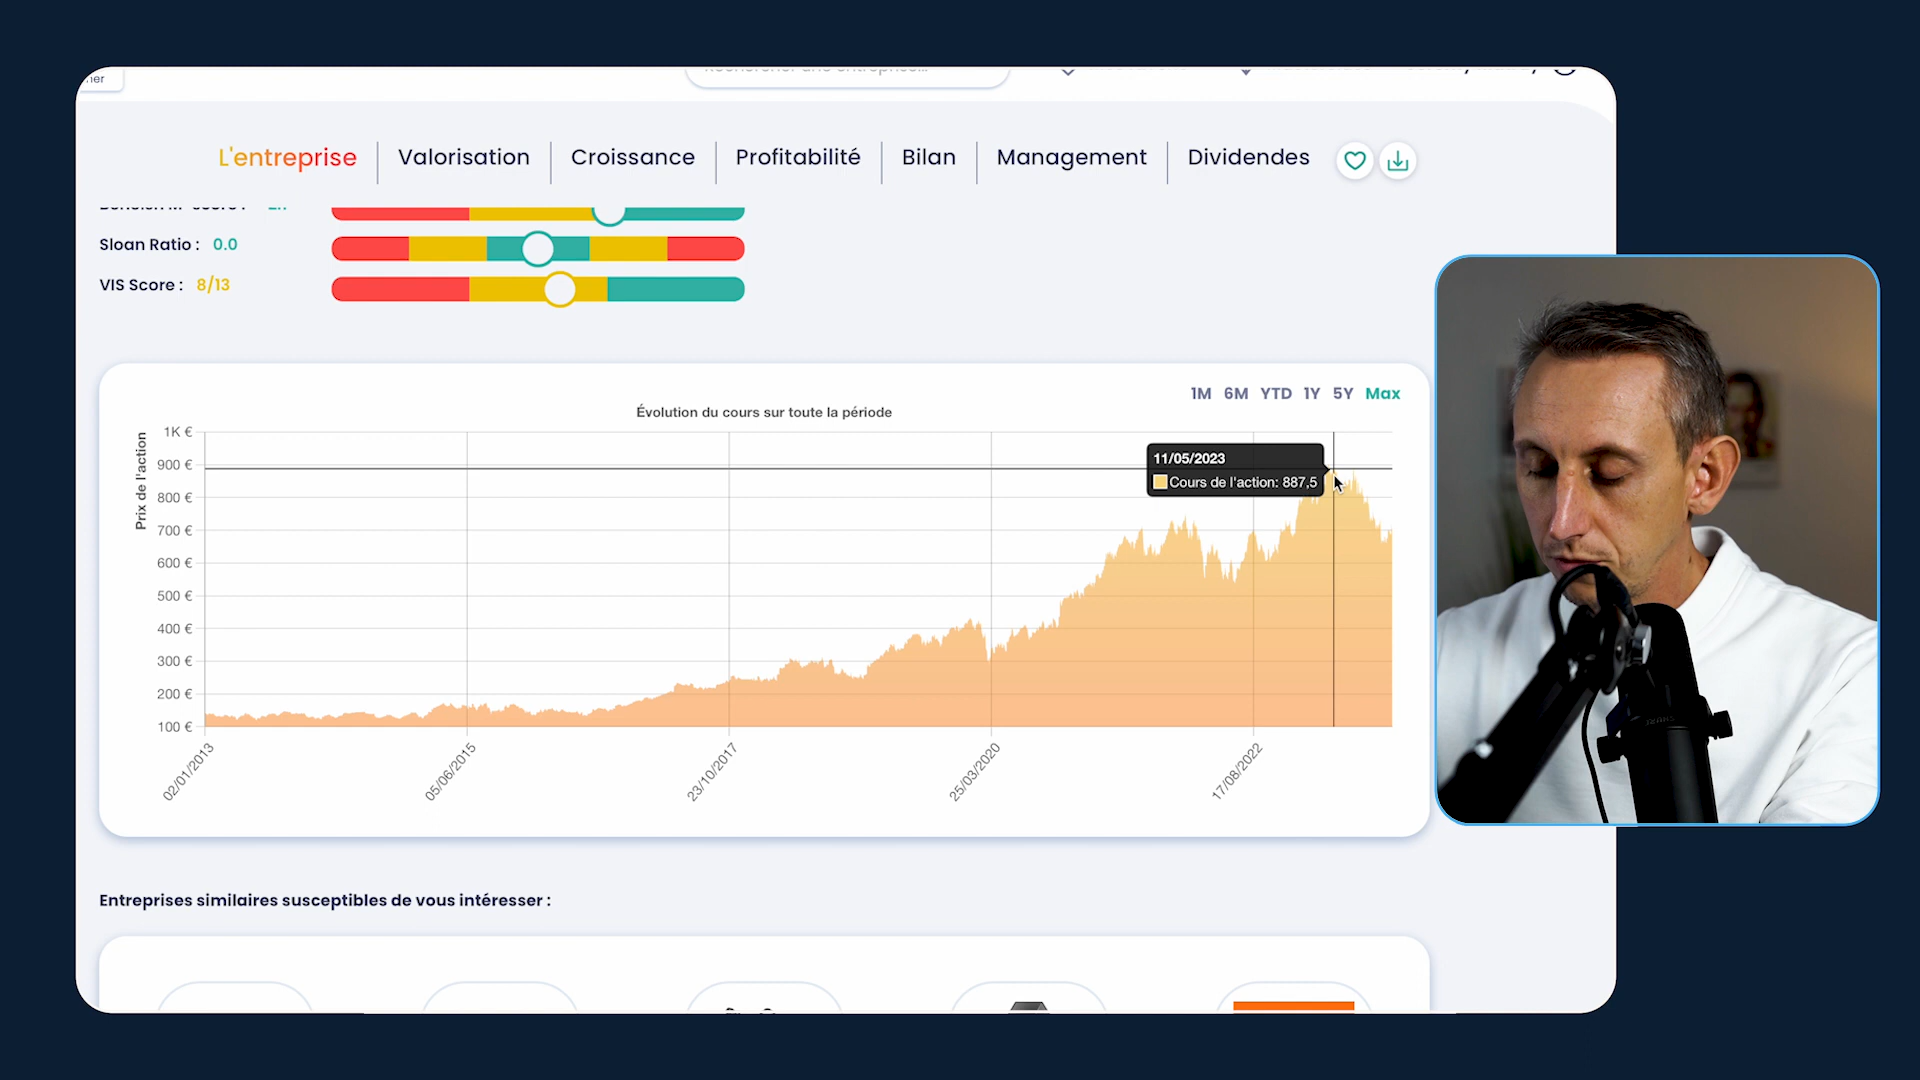 L'entreprise
Valorisation
Croissance
Profitabilité
Bilan
Management
Dividendes
Sloan Ratio : 0.0
VIS Score : 8/13
1M 6M YTD 1Y 5Y Max
Évolution du cours sur toute la période
Prix de l'action
1K €
900 €
800 €
700 €
600 €
500 €
400 €
300 €
200 €
100 €
11/05/2023
Cours de l'action: 887,5
02/01/2013
05/06/2015
23/10/2017
25/03/2020
17/08/2022
Entreprises similaires susceptibles de vous intéresser :